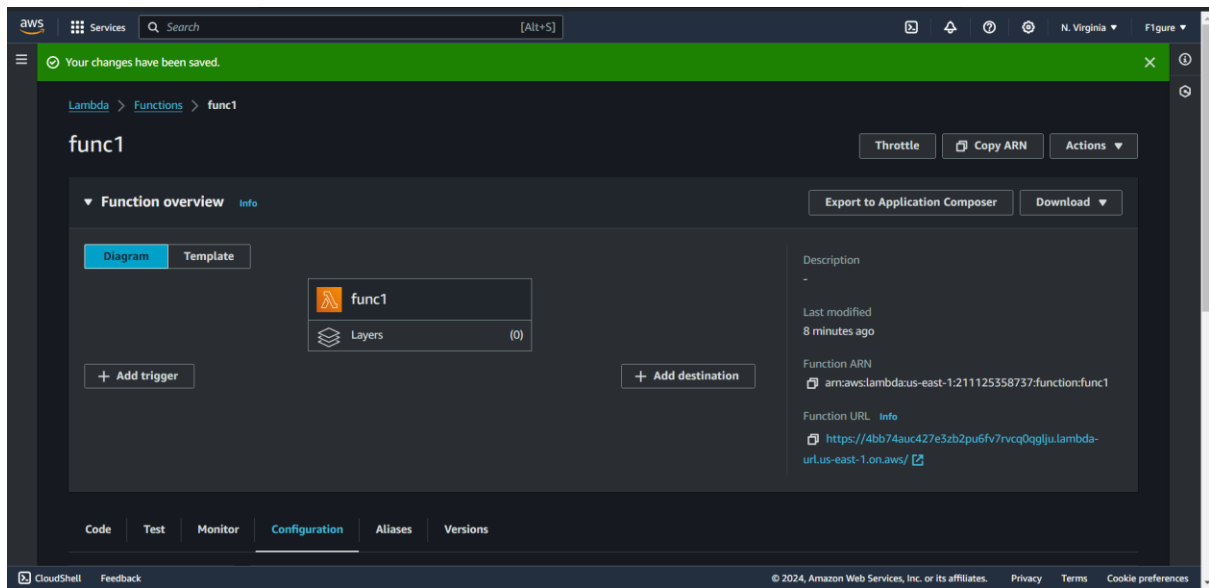 aws Services Search [Alt+S] N. Virginia F1gure
Your changes have been saved.
Lambda > Functions > func1
func1
Throttle Copy ARN Actions
Function overview Info
Export to Application Composer Download
Diagram Template
func1
Layers (0)
+ Add trigger
+ Add destination
Description
-
Last modified
8 minutes ago
Function ARN
arn:aws:lambda:us-east-1:211125358737:function:func1
Function URL Info
https://4bb74auc427e3zb2pu6fv7rvcq0qglju.lambda-
url.us-east-1.on.aws/
Code Test Monitor Configuration Aliases Versions
CloudShell Feedback © 2024, Amazon Web Services, Inc. or its affiliates. Privacy Terms Cookie preferences